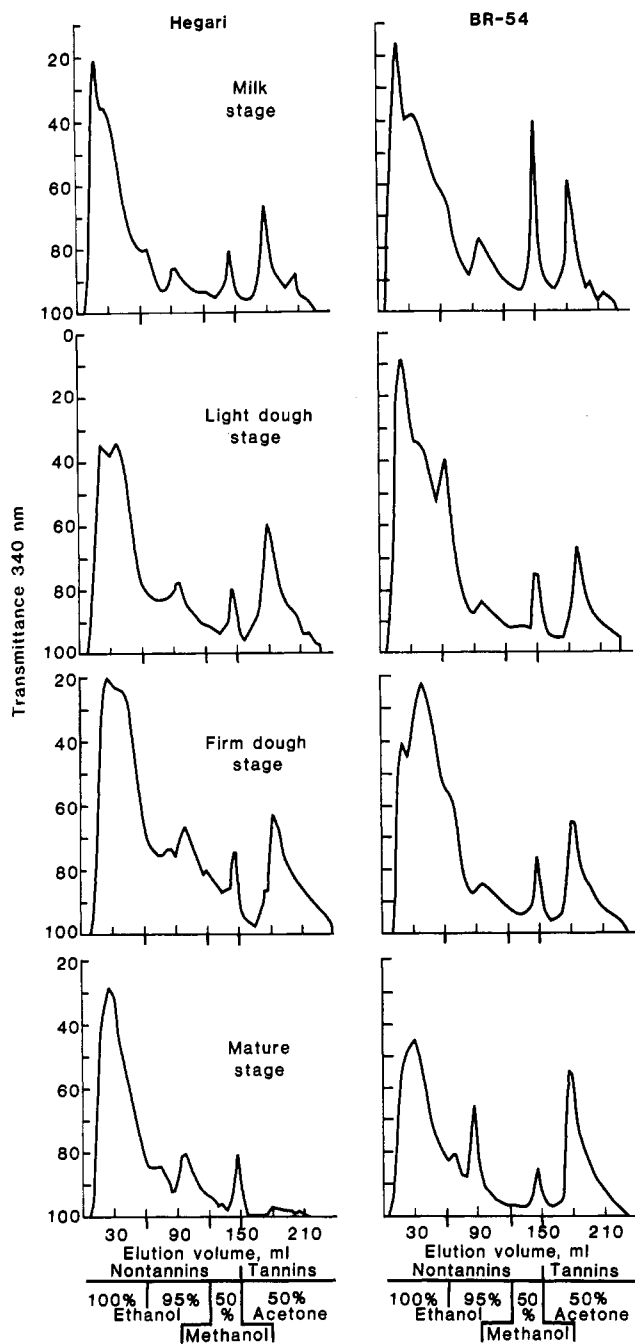 Hegari
BR-54
Milk
stage
20
40
60
80
100
Light dough
stage
0
20
40
60
80
100
Transmittance 340 nm
Firm dough
stage
20
40
60
80
100
Mature
stage
20
40
60
80
100
30 90 150 210
30 90 150 210
Elution volume, ml
Elution volume, ml
Nontannins Tannins
Nontannins Tannins
100% 95% 50 50%
100% 95% 50 50%
Ethanol % Acetone
Ethanol % Acetone
Methanol
Methanol